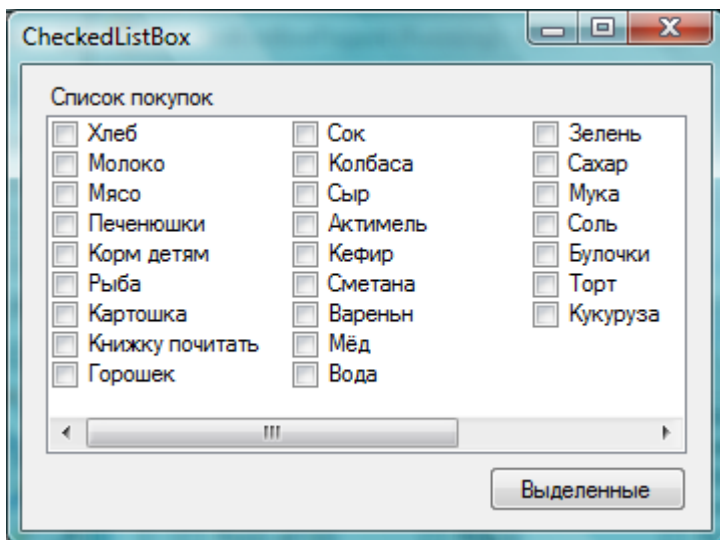 CheckedListBox
Список покупок
Хлеб
Молоко
Мясо
Печенюшки
Корм детям
Рыба
Картошка
Книжку почитать
Горошек
Сок
Колбаса
Сыр
Актимель
Кефир
Сметана
Вареньн
Мёд
Вода
Зелень
Сахар
Мука
Соль
Булочки
Торт
Кукуруза
Выделенные